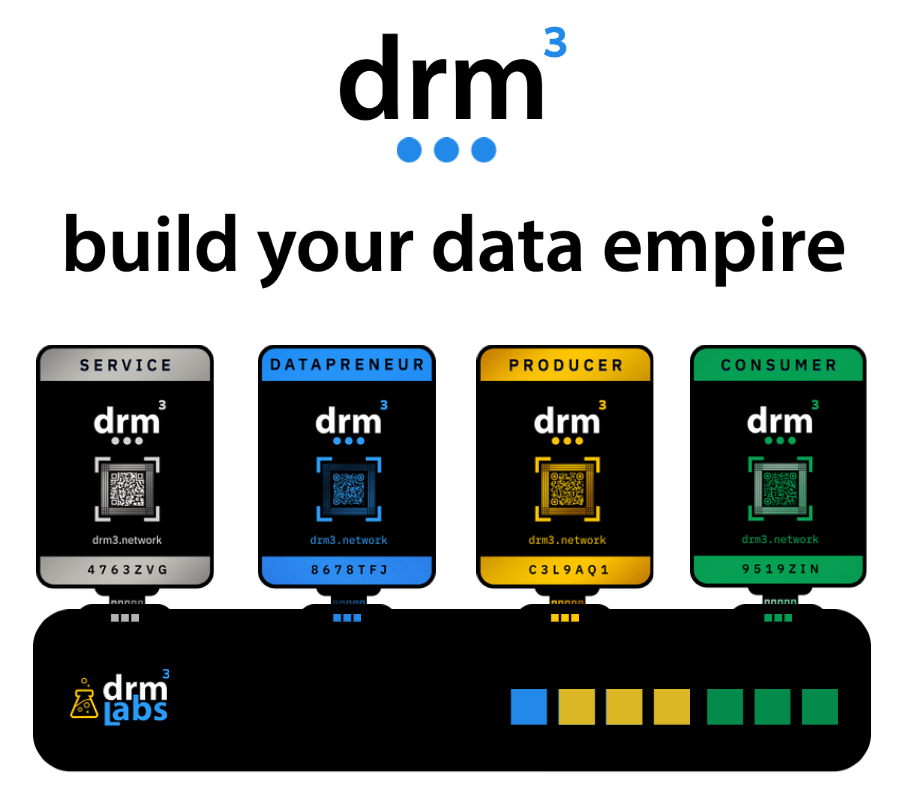 drm³
build your data empire
SERVICE
drm³
drm3.network
4763ZVG
DATAPRENEUR
drm³
drm3.network
8678TFJ
PRODUCER
drm³
drm3.network
C3L9AQ1
CONSUMER
drm³
drm3.network
9519ZIN
drm³
Labs